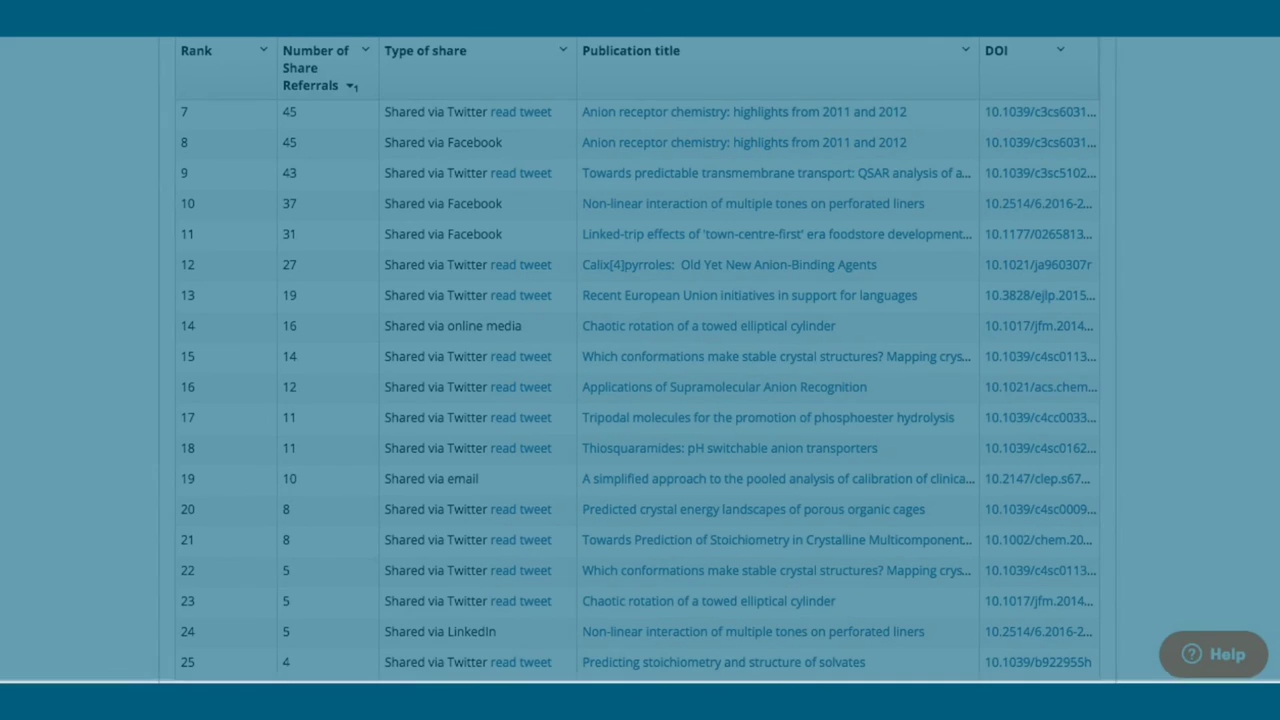 Rank Number of Share Referrals 1 Type of share Publication title DOI
7 45 Shared via Twitter read tweet Anion receptor chemistry: highlights from 2011 and 2012 10.1039/c3cs6031...
8 45 Shared via Facebook Anion receptor chemistry: highlights from 2011 and 2012 10.1039/c3cs6031...
9 43 Shared via Twitter read tweet Towards predictable transmembrane transport: QSAR analysis of a... 10.1039/c3sc5102...
10 37 Shared via Facebook Non-linear interaction of multiple tones on perforated liners 10.2514/6.2016-2...
11 31 Shared via Facebook Linked-trip effects of 'town-centre-first' era foodstore development... 10.1177/0265813...
12 27 Shared via Twitter read tweet Calix[4]pyrroles: Old Yet New Anion-Binding Agents 10.1021/ja960307r
13 19 Shared via Twitter read tweet Recent European Union initiatives in support for languages 10.3828/ejlp.2015...
14 16 Shared via online media Chaotic rotation of a towed elliptical cylinder 10.1017/jfm.2014...
15 14 Shared via Twitter read tweet Which conformations make stable crystal structures? Mapping crys... 10.1039/c4sc0113...
16 12 Shared via Twitter read tweet Applications of Supramolecular Anion Recognition 10.1021/acs.chem...
17 11 Shared via Twitter read tweet Tripodal molecules for the promotion of phosphoester hydrolysis 10.1039/c4cc0033...
18 11 Shared via Twitter read tweet Thiosquaramides: pH switchable anion transporters 10.1039/c4sc0162...
19 10 Shared via email A simplified approach to the pooled analysis of calibration of clinica... 10.2147/clep.s67...
20 8 Shared via Twitter read tweet Predicted crystal energy landscapes of porous organic cages 10.1039/c4sc0009...
21 8 Shared via Twitter read tweet Towards Prediction of Stoichiometry in Crystalline Multicomponent... 10.1002/chem.20...
22 5 Shared via Twitter read tweet Which conformations make stable crystal structures? Mapping crys... 10.1039/c4sc0113...
23 5 Shared via Twitter read tweet Chaotic rotation of a towed elliptical cylinder 10.1017/jfm.2014...
24 5 Shared via LinkedIn Non-linear interaction of multiple tones on perforated liners 10.2514/6.2016-2...
25 4 Shared via Twitter read tweet Predicting stoichiometry and structure of solvates 10.1039/b922955h
Help